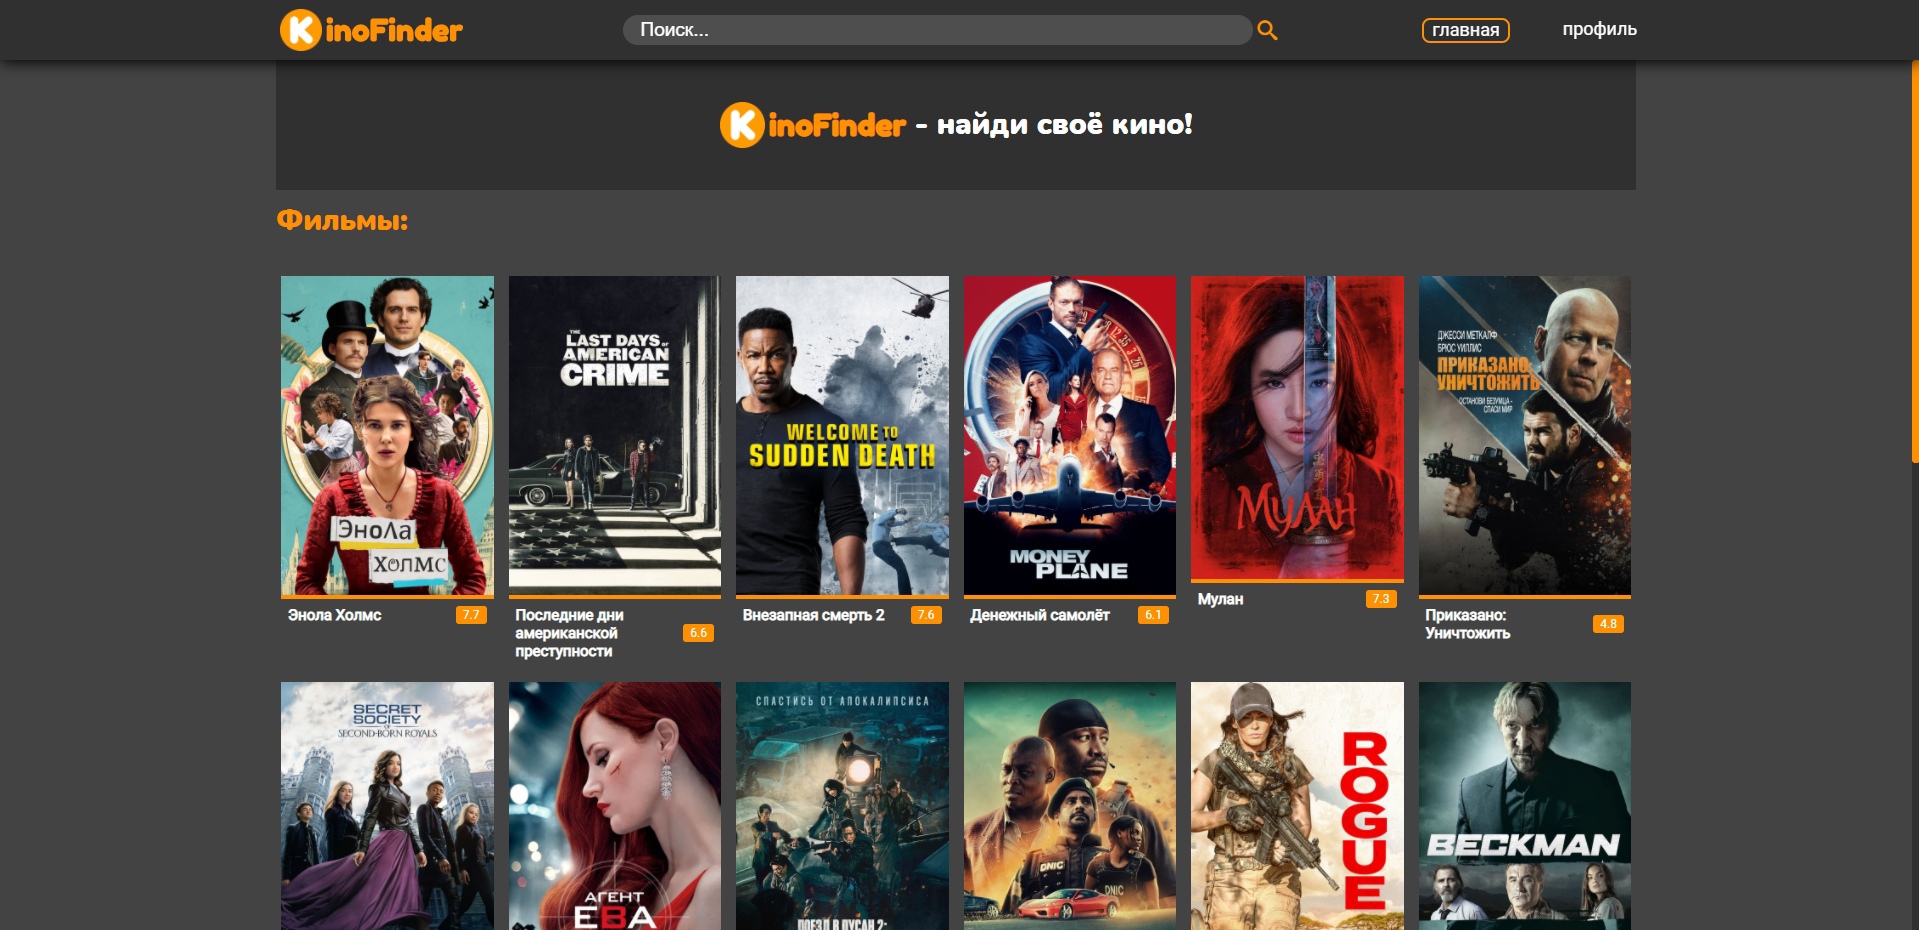 KinoFinder
Поиск...
главная
профиль
KinoFinder - найди своё кино!
Фильмы:
ЭНОЛА
ХОЛМС
THE
LAST DAYS OF
AMERICAN
CRIME
WELCOME TO
SUDDEN DEATH
MONEY
PLANE
МУЛАН
ДЖЕССИ МЕТКАЛФ
БРЮС УИЛЛИС
ПРИКАЗАНО:
УНИЧТОЖИТЬ
ОСТАНОВИ БЕЗУМЦА -
СПАСИ МИР
Энола Холмс
7.7
Последние дни
американской
преступности
6.6
Внезапная смерть 2
7.6
Денежный самолёт
6.1
Мулан
7.3
Приказано:
Уничтожить
4.8
SECRET
SOCIETY
OF
SECOND-BORN ROYALS
АГЕНТ
ЕВА
СПАСТИСЬ ОТ АПОКАЛИПСИСА
ПОЕЗД В ПУСАН 2:
DNIC
DNIC
ROGUE
BECKMAN